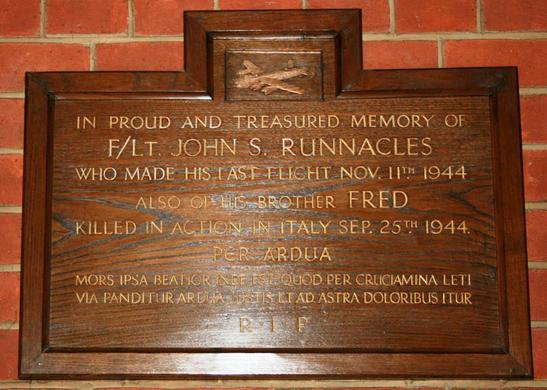 IN PROUD AND TREASURED MEMORY OF
F/LT. JOHN S. RUNNACLES
WHO MADE HIS LAST FLIGHT NOV. 11TH 1944
ALSO OF HIS BROTHER FRED
KILLED IN ACTION IN ITALY SEP. 25TH 1944.
PER ARDUA
MORS IPSA BEATIOR INDE EST, QUOD PER CRUCIAMINA LETI
VIA PANDITUR ARDUA JUSTIS ET AD ASTRA DOLORIBUS ITUR
R·I·P